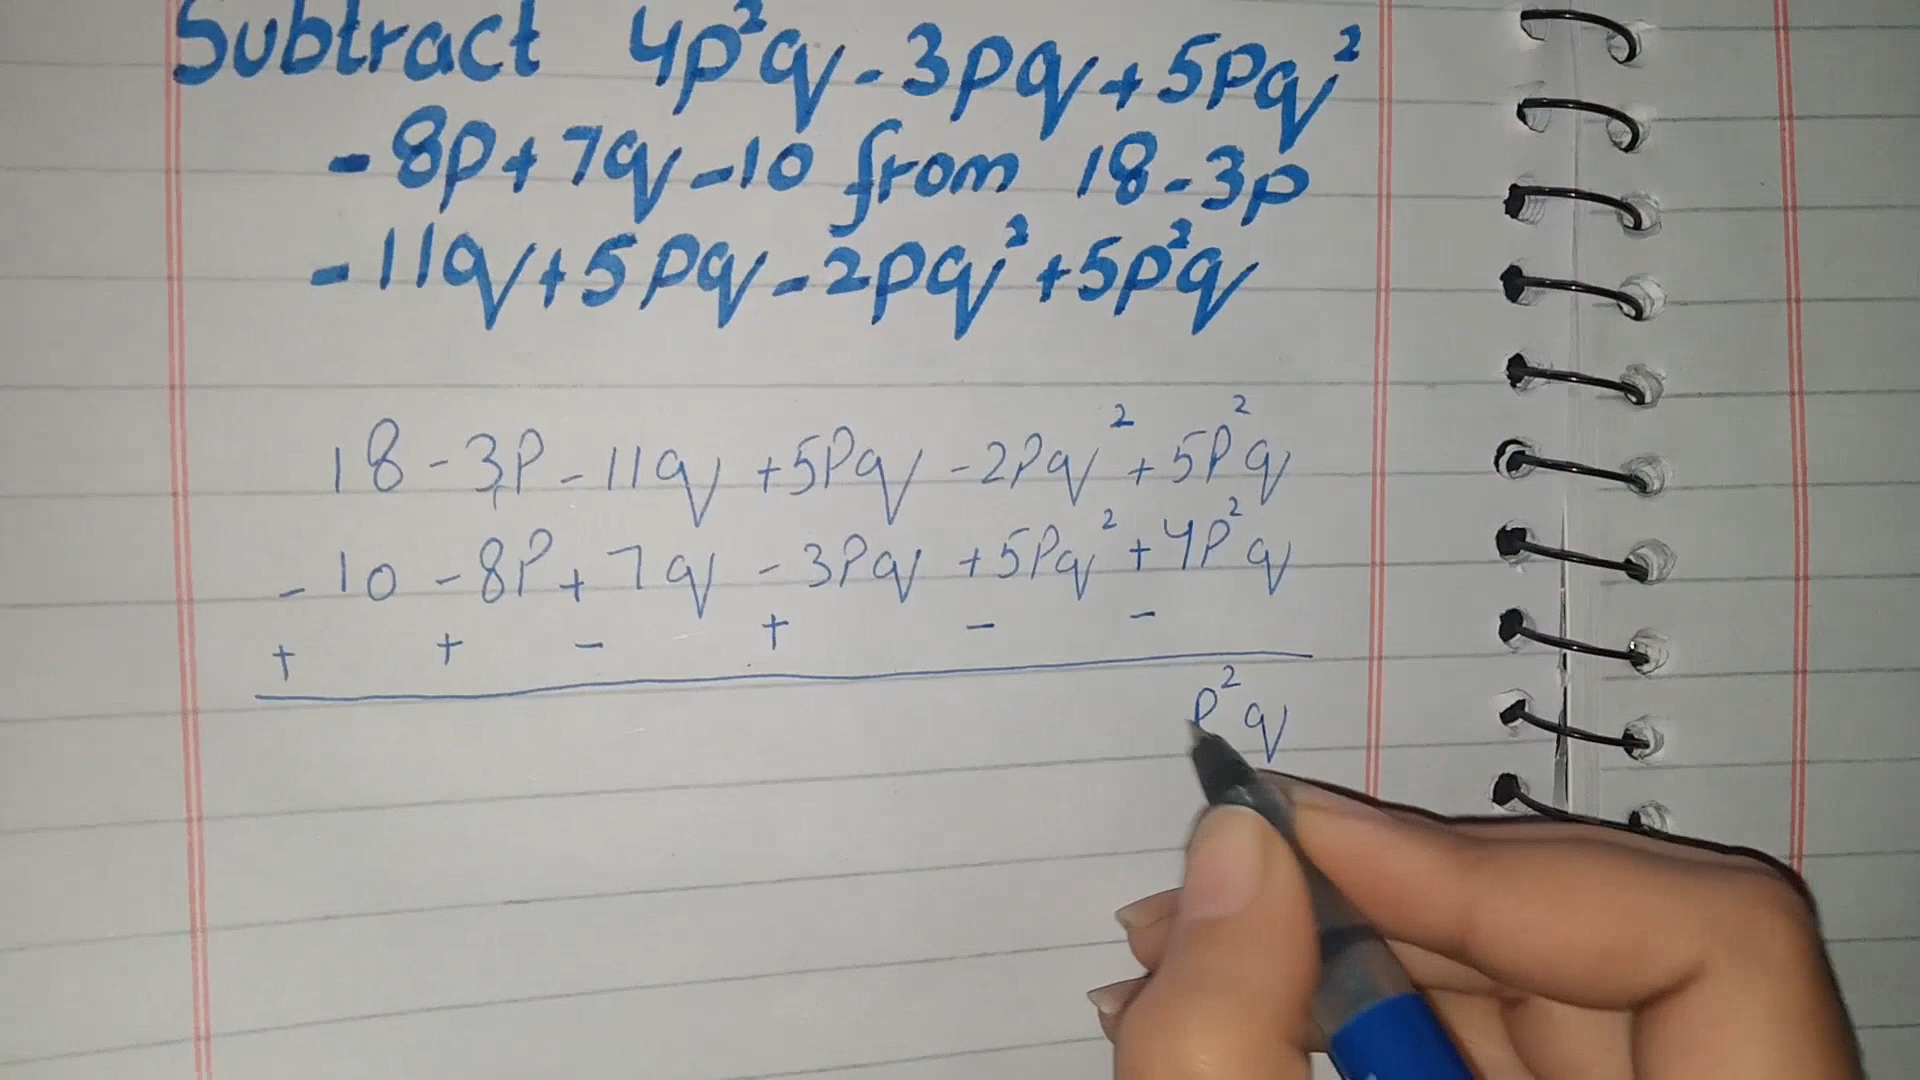 Subtract 4p²q - 3pq + 5pq²
- 8p + 7q - 10 from 18 - 3p
- 11q + 5pq - 2pq² + 5p²q
18 - 3p - 11q + 5pq - 2pq² + 5p²q
- 10 - 8p + 7q - 3pq + 5pq² + 4p²q
+ + - + - -
p²q